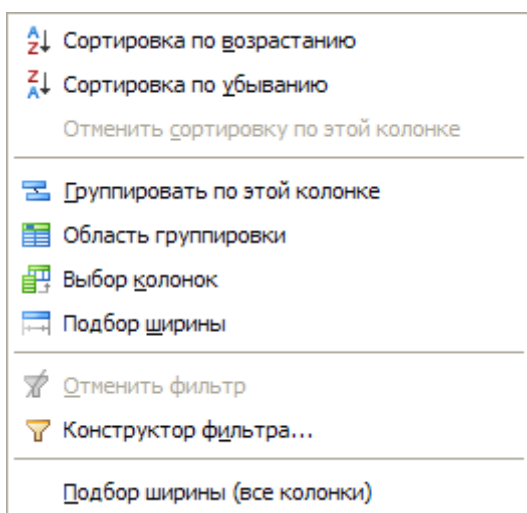 Сортировка по возрастанию
Сортировка по убыванию
Отменить сортировку по этой колонке
Группировать по этой колонке
Область группировки
Выбор колонок
Подбор ширины
Отменить фильтр
Конструктор фильтра...
Подбор ширины (все колонки)